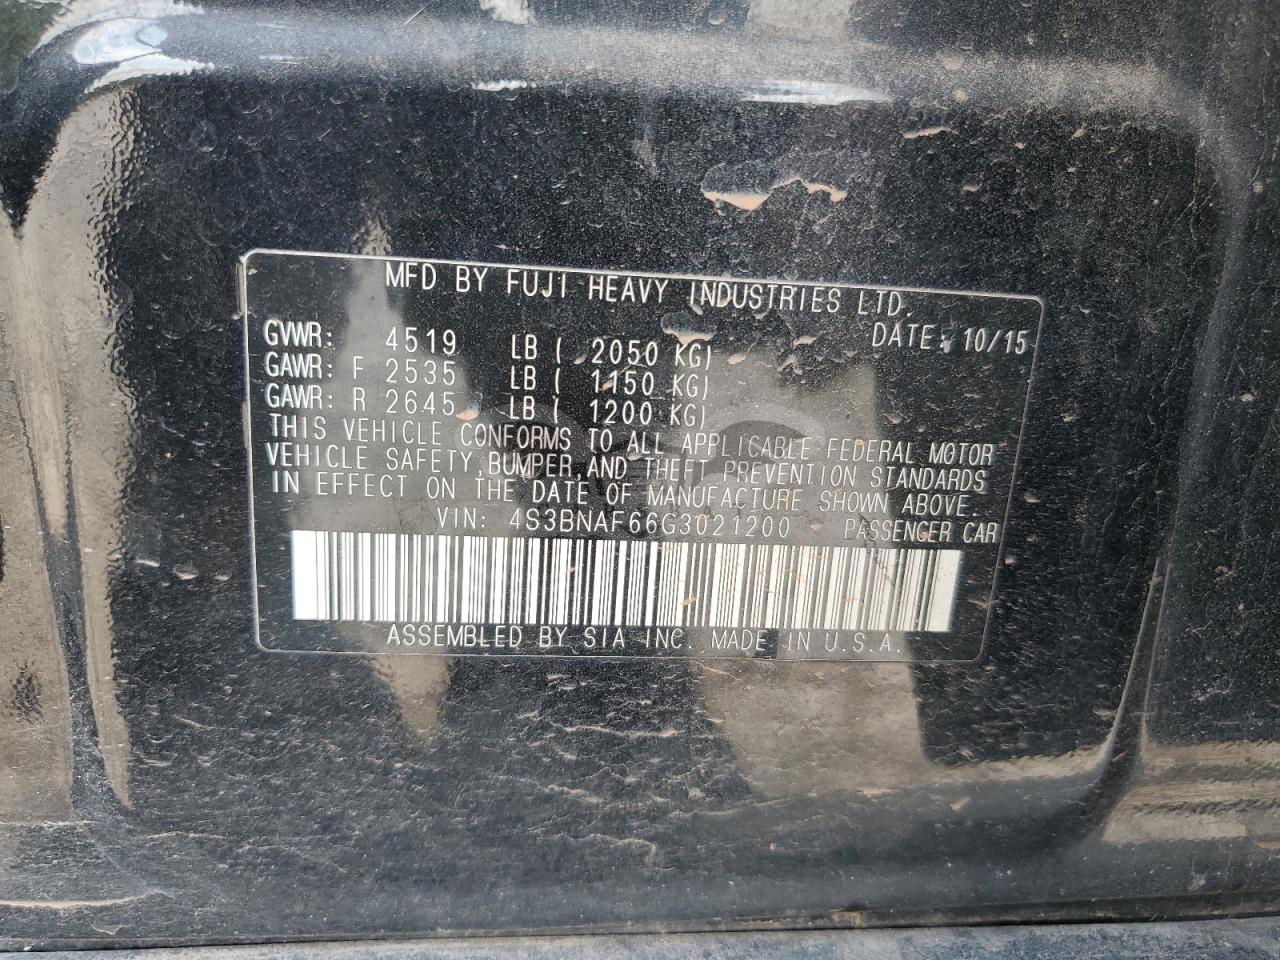 MFD BY FUJI HEAVY INDUSTRIES LTD.
DATE: 10/15
GVWR: 4519 LB ( 2050 KG)
GAWR: F 2535 LB ( 1150 KG)
GAWR: R 2645 LB ( 1200 KG)
THIS VEHICLE CONFORMS TO ALL APPLICABLE FEDERAL MOTOR
VEHICLE SAFETY, BUMPER, AND THEFT PREVENTION STANDARDS
IN EFFECT ON THE DATE OF MANUFACTURE SHOWN ABOVE.
VIN: 4S3BNAF66G3021200 PASSENGER CAR
ASSEMBLED BY SIA INC. MADE IN U.S.A.